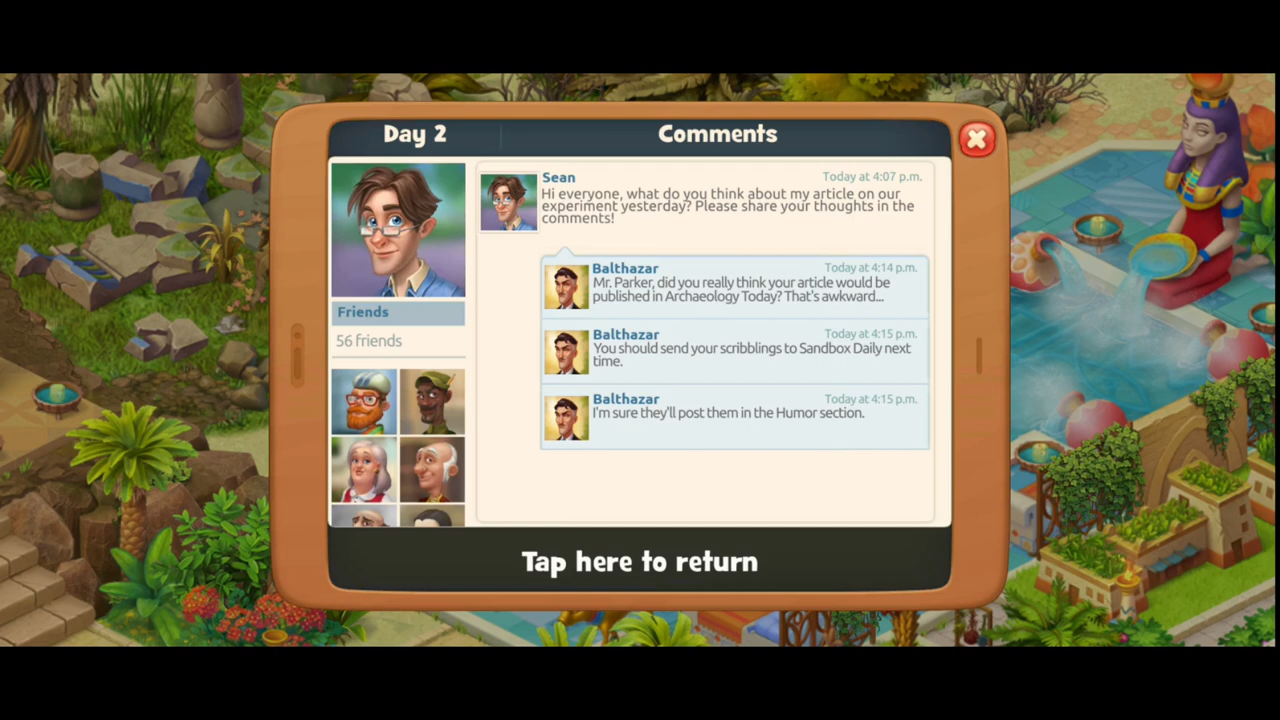 Day 2
Comments
Friends
56 friends
Sean
Today at 4:07 p.m.
Hi everyone, what do you think about my article on our
experiment yesterday? Please share your thoughts in the
comments!
Balthazar
Today at 4:14 p.m.
Mr. Parker, did you really think your article would be
published in Archaeology Today? That's awkward...
Balthazar
Today at 4:15 p.m.
You should send your scribblings to Sandbox Daily next
time.
Balthazar
Today at 4:15 p.m.
I'm sure they'll post them in the Humor section.
Tap here to return